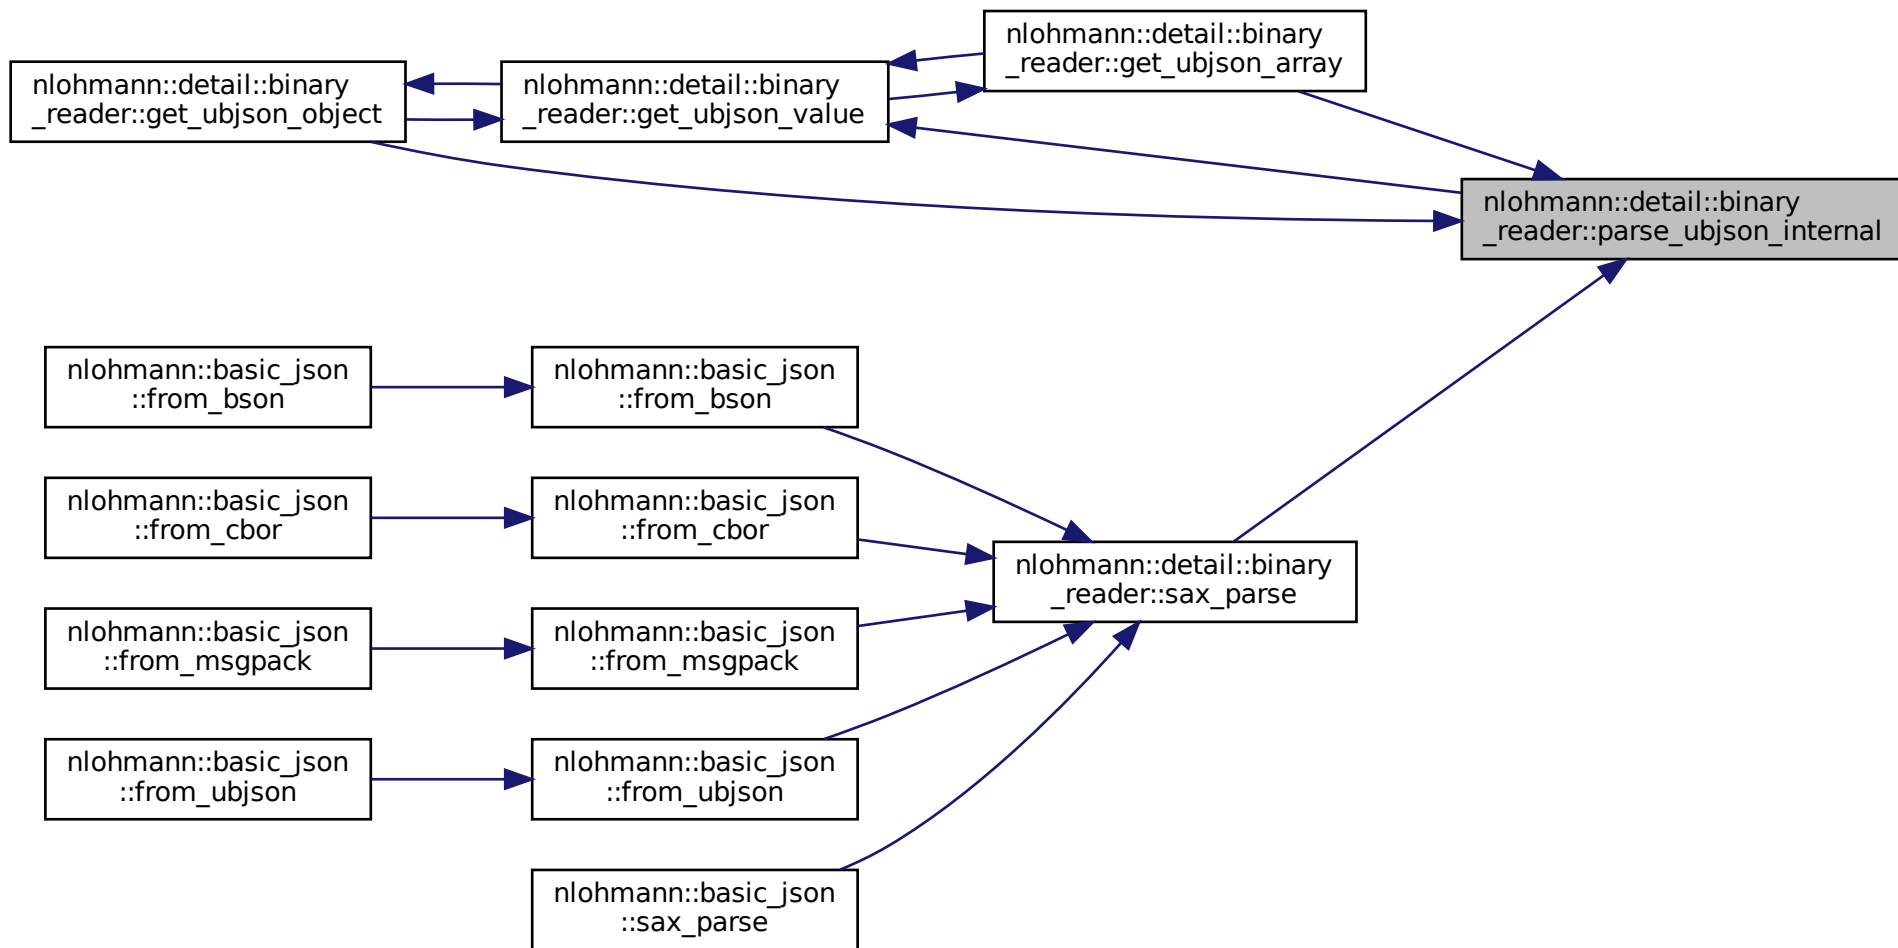 nlohmann::detail::binary
_reader::get_ubjson_array
nlohmann::detail::binary
_reader::get_ubjson_object
nlohmann::detail::binary
_reader::get_ubjson_value
nlohmann::detail::binary
_reader::parse_ubjson_internal
nlohmann::basic_json
::from_bson
nlohmann::basic_json
::from_bson
nlohmann::basic_json
::from_cbor
nlohmann::basic_json
::from_cbor
nlohmann::detail::binary
_reader::sax_parse
nlohmann::basic_json
::from_msgpack
nlohmann::basic_json
::from_msgpack
nlohmann::basic_json
::from_ubjson
nlohmann::basic_json
::from_ubjson
nlohmann::basic_json
::sax_parse